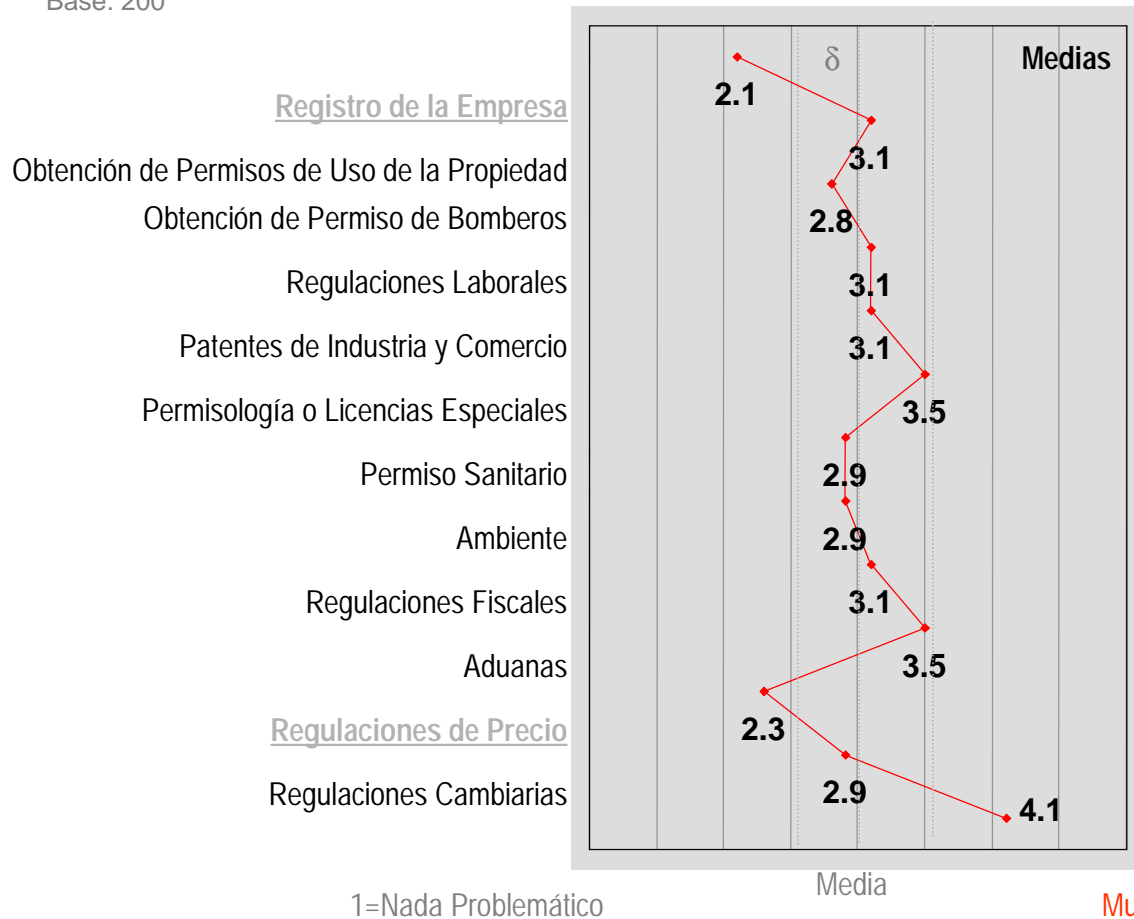 Base: 200
δ
Medias
2.1
Registro de la Empresa
3.1
Obtención de Permisos de Uso de la Propiedad
2.8
Obtención de Permiso de Bomberos
3.1
Regulaciones Laborales
3.1
Patentes de Industria y Comercio
3.5
Permisología o Licencias Especiales
2.9
Permiso Sanitario
2.9
Ambiente
3.1
Regulaciones Fiscales
3.5
Aduanas
2.3
Regulaciones de Precio
2.9
Regulaciones Cambiarias
4.1
Media
1=Nada Problemático
Mu